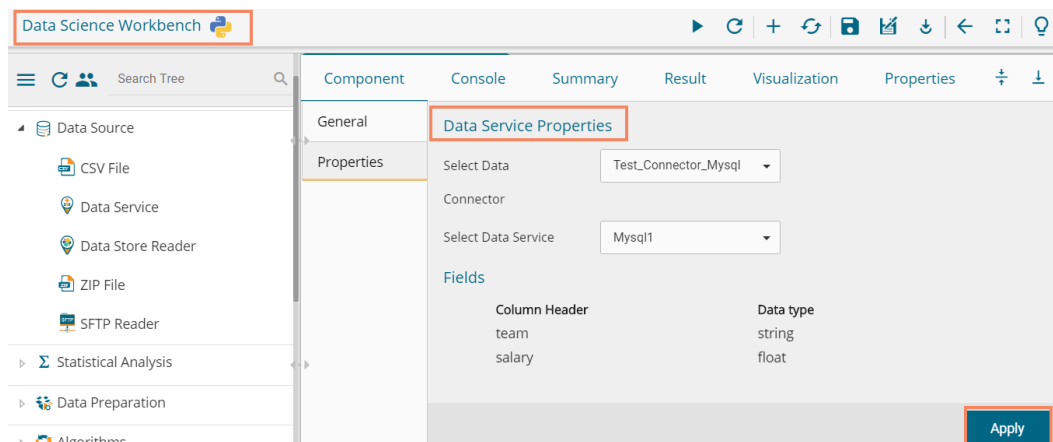 Data Science Workbench
Search Tree
Data Source
CSV File
Data Service
Data Store Reader
ZIP File
SFTP Reader
Statistical Analysis
Data Preparation
Algorithms
Component Console Summary Result Visualization Properties
General
Properties
Data Service Properties
Select Data
Connector
Test_Connector_Mysql
Select Data Service
Mysql1
Fields
Column Header Data type
team string
salary float
Apply